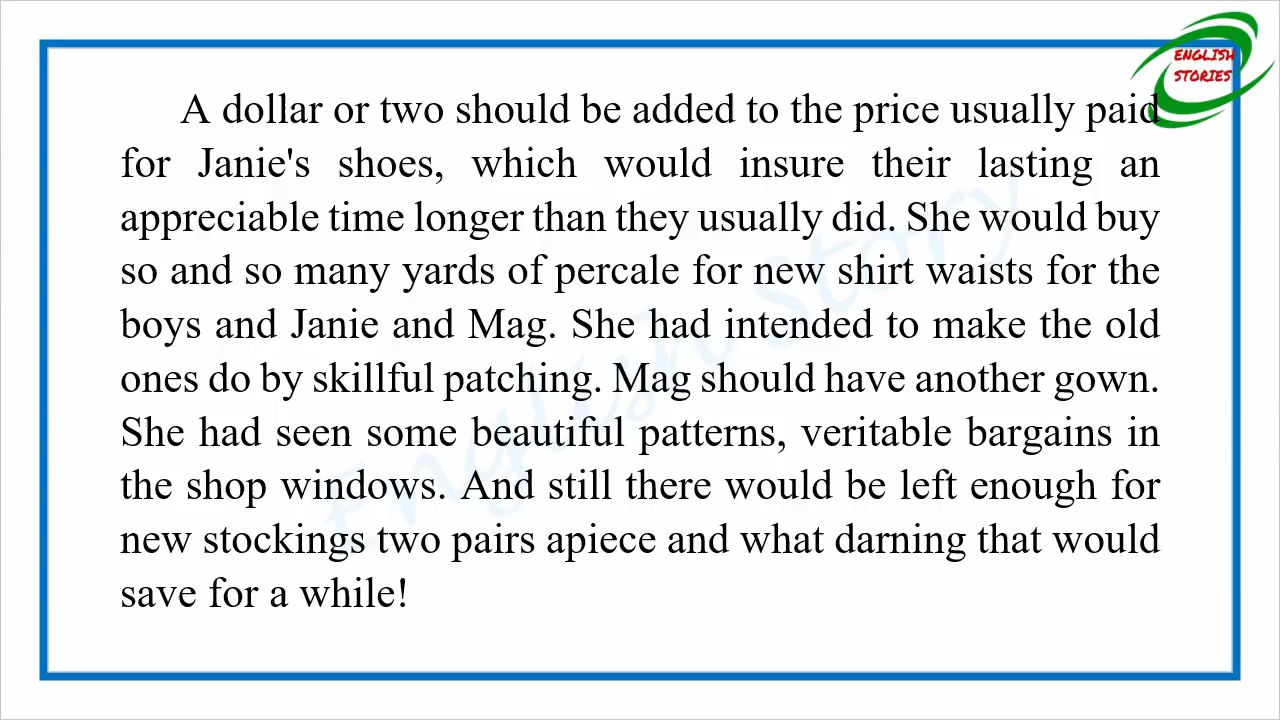 ENGLISH
STORIES
A dollar or two should be added to the price usually paid
for Janie's shoes, which would insure their lasting an
appreciable time longer than they usually did. She would buy
so and so many yards of percale for new shirt waists for the
boys and Janie and Mag. She had intended to make the old
ones do by skillful patching. Mag should have another gown.
She had seen some beautiful patterns, veritable bargains in
the shop windows. And still there would be left enough for
new stockings two pairs apiece and what darning that would
save for a while!
English Story